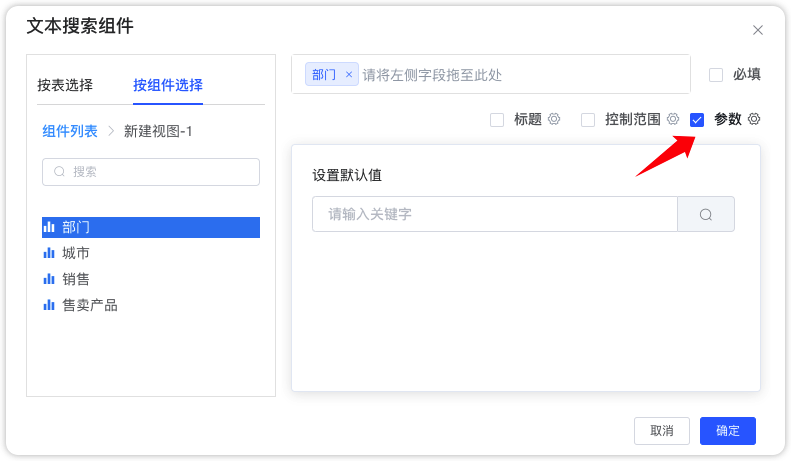 文本搜索组件
按表选择 按组件选择
组件列表 新建视图-1
搜索
部门
城市
销售
售卖产品
部门 × 请将左侧字段拖至此处 必填
标题 控制范围 参数
设置默认值
请输入关键字
取消 确定